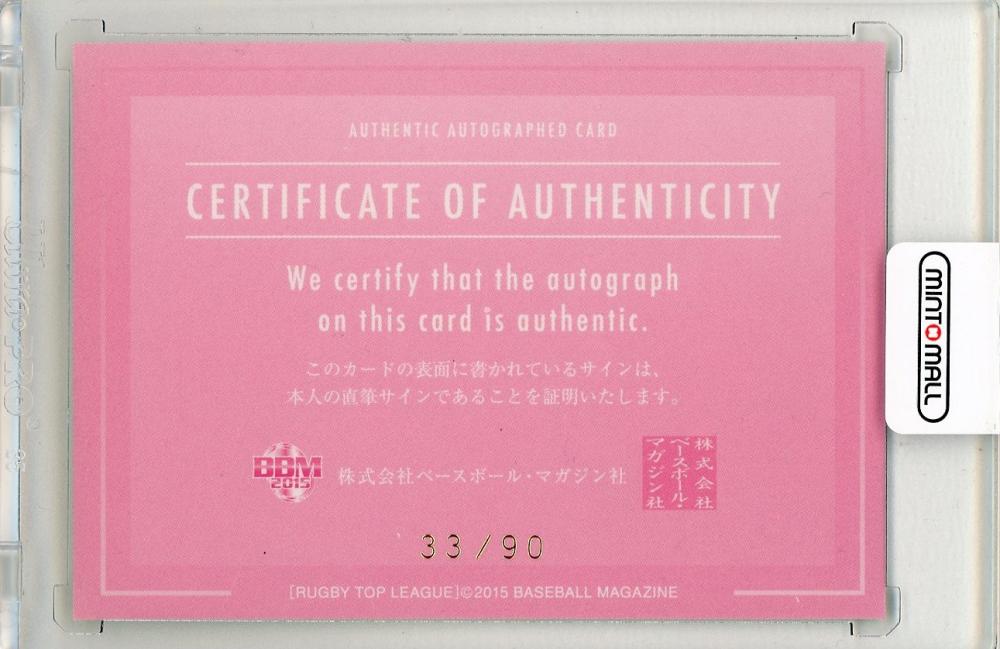 AUTHENTIC AUTOGRAPHED CARD
CERTIFICATE OF AUTHENTICITY
We certify that the autograph
on this card is authentic.
このカードの表面に書かれているサインは、
本人の直筆サインであることを証明いたします。
BBM
2015
株式会社ベースボール・マガジン社
株式会社
ベースボール・
マガジン社
33/90
[RUGBY TOP LEAGUE]©2015 BASEBALL MAGAZINE
MINT MALL
ultra·PRO